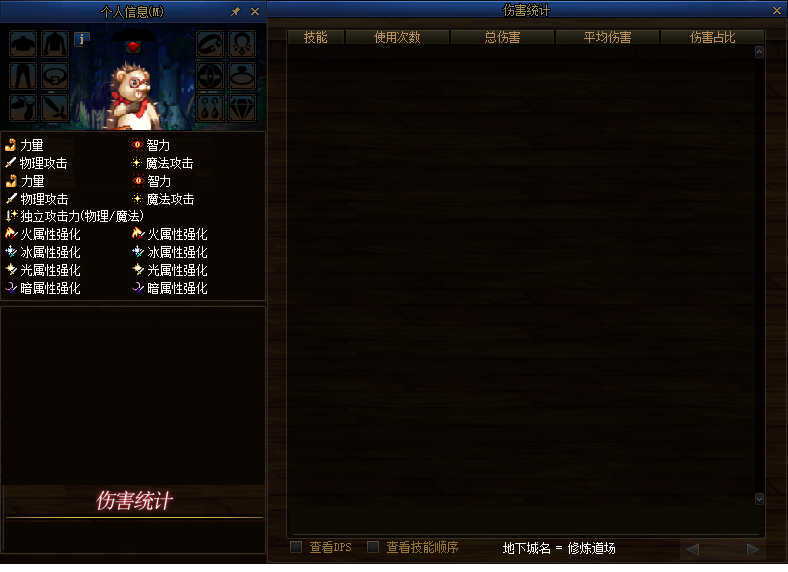 个人信息(M)
i
力量 智力
物理攻击 魔法攻击
力量 智力
物理攻击 魔法攻击
独立攻击力(物理/魔法)
火属性强化 火属性强化
冰属性强化 冰属性强化
光属性强化 光属性强化
暗属性强化 暗属性强化
伤害统计
伤害统计
技能 使用次数 总伤害 平均伤害 伤害占比
查看DPS 查看技能顺序 地下城名 = 修炼道场